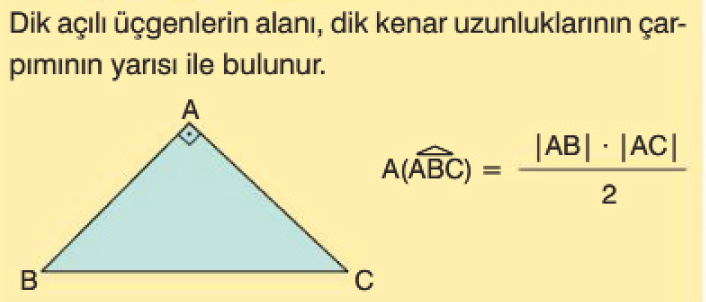 Dik açılı üçgenlerin alanı, dik kenar uzunluklarının çar-
pımının yarısı ile bulunur.
A
A(ABC) = |AB| · |AC|
2
B
C